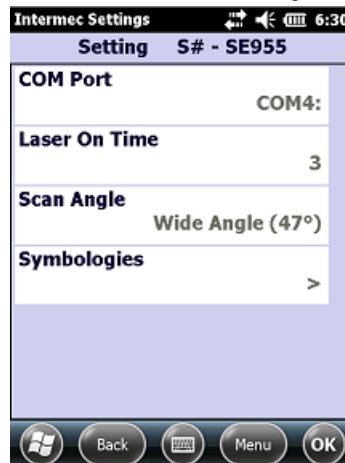 Intermec Settings 6:30
Setting S# - SE955
COM Port
COM4:
Laser On Time
3
Scan Angle
Wide Angle (47°)
Symbologies
>
Back Menu OK